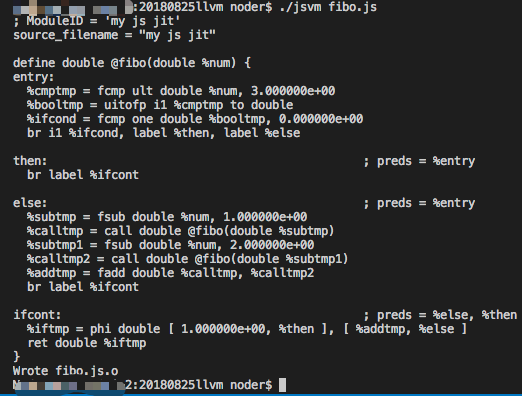 :20180825llvm noder$ ./jsvm fibo.js
; ModuleID = 'my js jit'
source_filename = "my js jit"
define double @fibo(double %num) {
entry:
%cmptmp = fcmp ult double %num, 3.000000e+00
%booltmp = uitofp i1 %cmptmp to double
%ifcond = fcmp one double %booltmp, 0.000000e+00
br i1 %ifcond, label %then, label %else
then: ; preds = %entry
br label %ifcont
else: ; preds = %entry
%subtmp = fsub double %num, 1.000000e+00
%calltmp = call double @fibo(double %subtmp)
%subtmp1 = fsub double %num, 2.000000e+00
%calltmp2 = call double @fibo(double %subtmp1)
%addtmp = fadd double %calltmp, %calltmp2
br label %ifcont
ifcont: ; preds = %else, %then
%iftmp = phi double [ 1.000000e+00, %then ], [ %addtmp, %else ]
ret double %iftmp
}
Wrote fibo.js.o
2:20180825llvm noder$